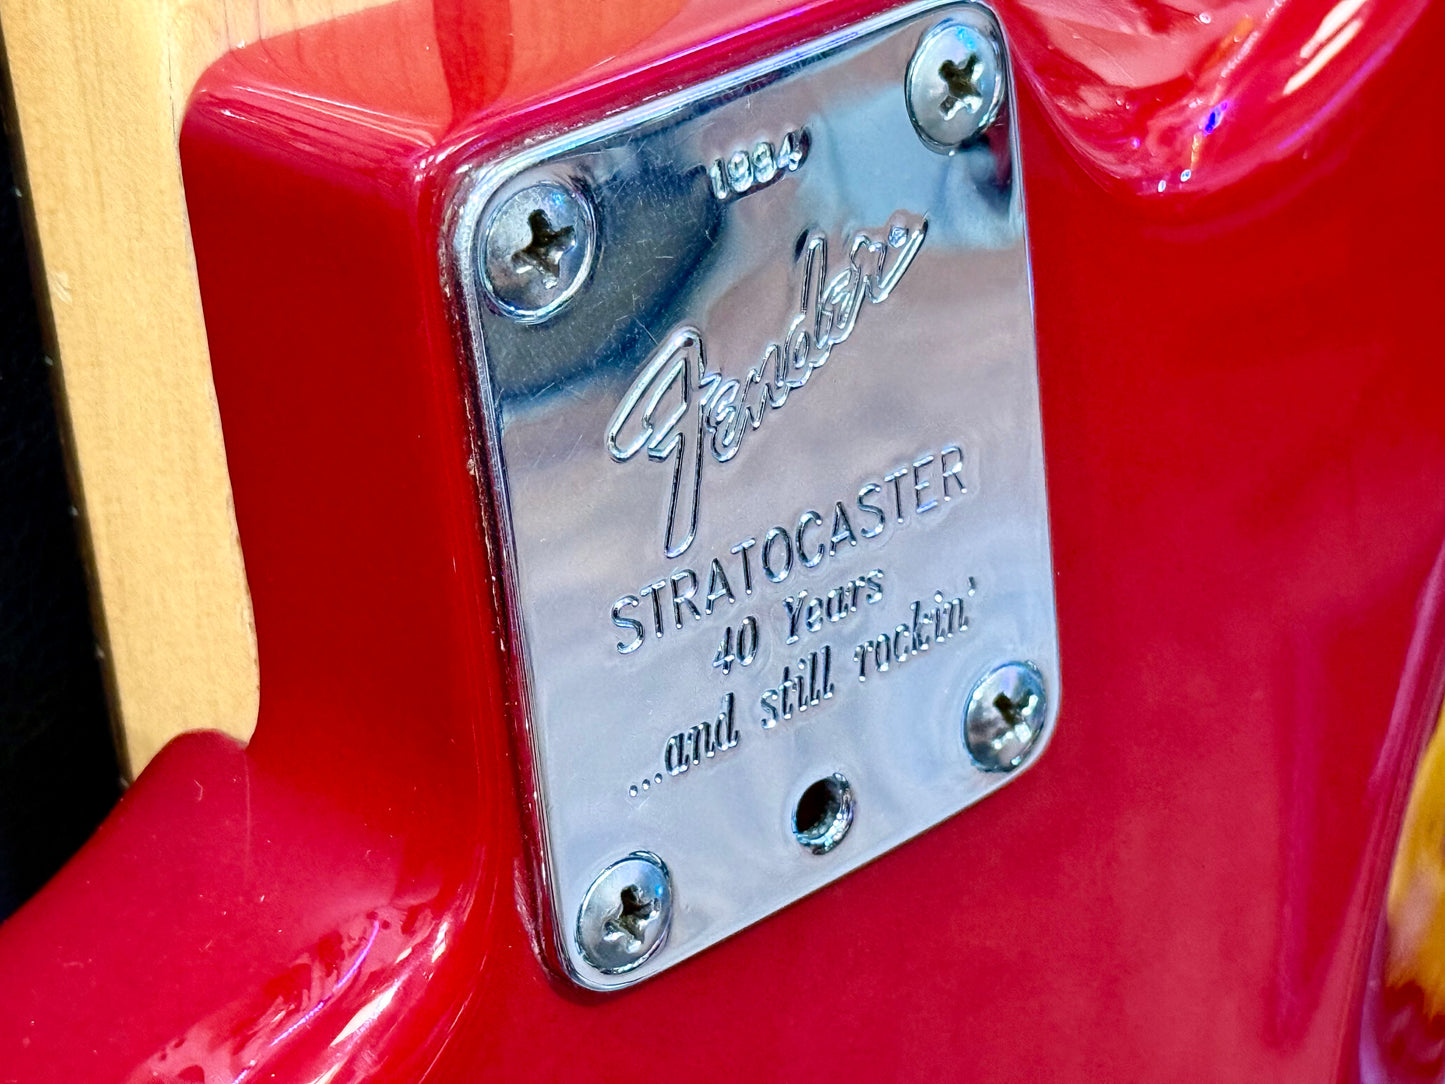 1994
Fender®
STRATOCASTER
40 Years
...and still rockin'